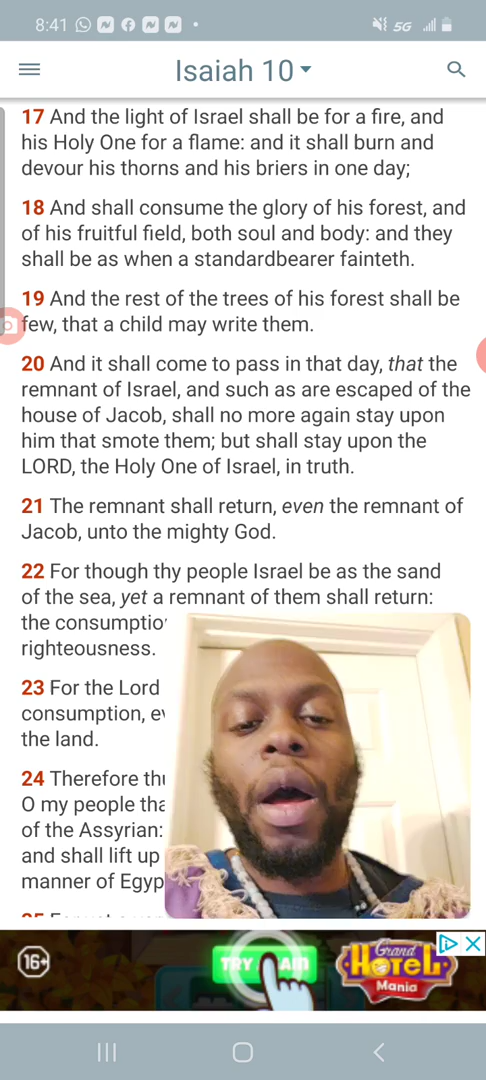 8:41
5G
Isaiah 10
17 And the light of Israel shall be for a fire, and
his Holy One for a flame: and it shall burn and
devour his thorns and his briers in one day;
18 And shall consume the glory of his forest, and
of his fruitful field, both soul and body: and they
shall be as when a standardbearer fainteth.
19 And the rest of the trees of his forest shall be
few, that a child may write them.
20 And it shall come to pass in that day, that the
remnant of Israel, and such as are escaped of the
house of Jacob, shall no more again stay upon
him that smote them; but shall stay upon the
LORD, the Holy One of Israel, in truth.
21 The remnant shall return, even the remnant of
Jacob, unto the mighty God.
22 For though thy people Israel be as the sand
of the sea, yet a remnant of them shall return:
the
righteousness.
23 For the Lord
consumption,
the land.
24 Therefore
O my people
of the Assyrian:
and shall lift up
manner of
16+
TRY
Grand
HOTEL
Mania